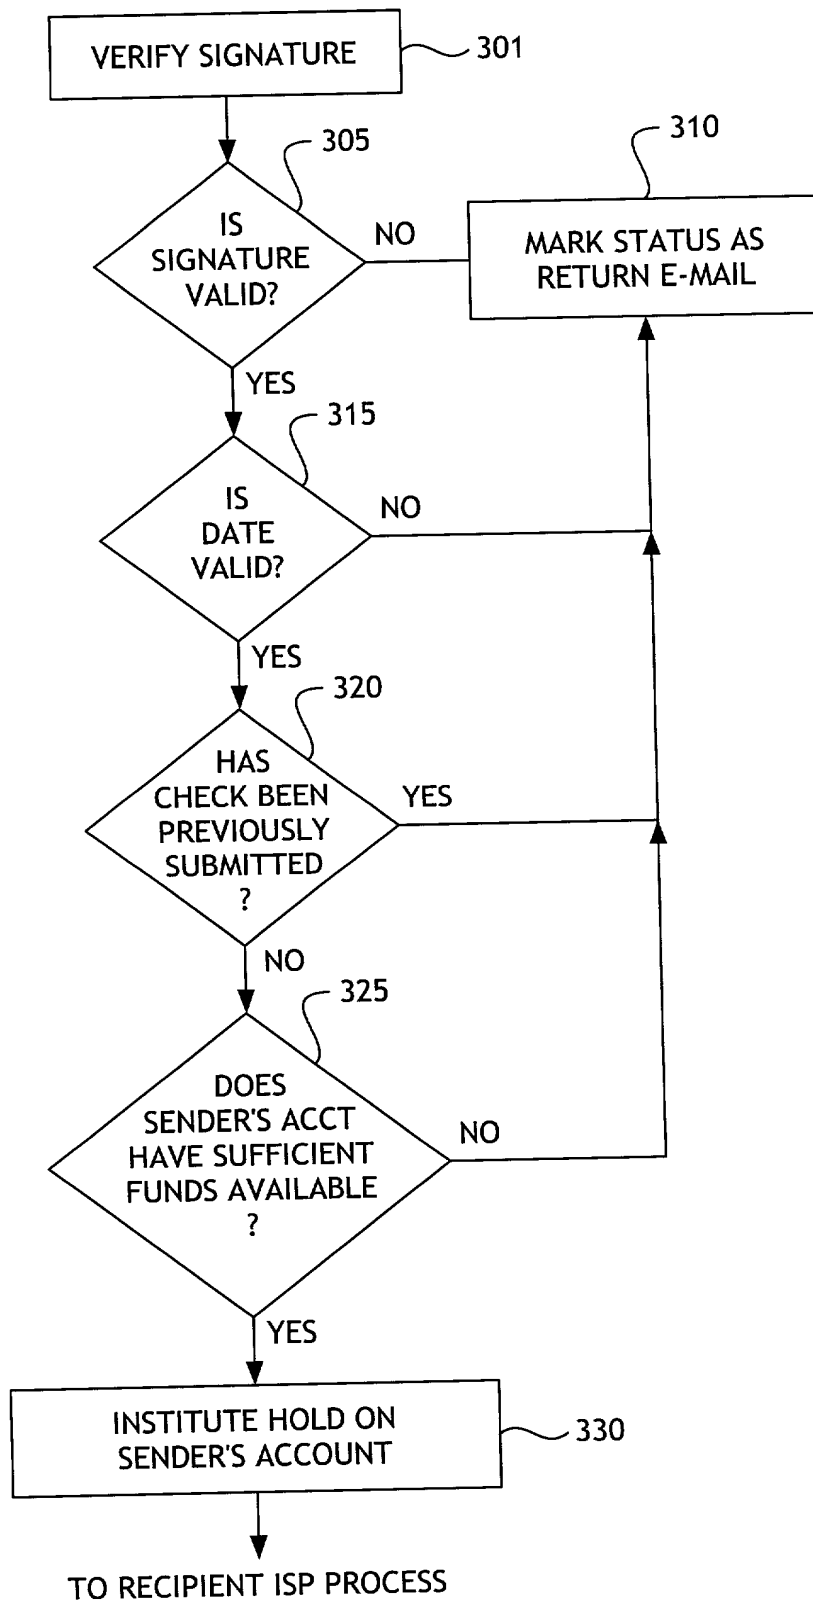 VERIFY SIGNATURE
301
305
310
IS
SIGNATURE
VALID?
NO
MARK STATUS AS
RETURN E-MAIL
YES
315
IS
DATE
VALID?
NO
YES
320
HAS
CHECK BEEN
PREVIOUSLY
SUBMITTED
?
YES
NO
325
DOES
SENDER'S ACCT
HAVE SUFFICIENT
FUNDS AVAILABLE
?
NO
YES
INSTITUTE HOLD ON
SENDER'S ACCOUNT
330
TO RECIPIENT ISP PROCESS